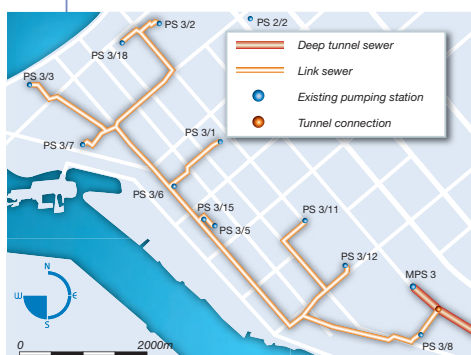 PS 3/2
PS 2/2
PS 3/18
Deep tunnel sewer
Link sewer
Existing pumping station
Tunnel connection
PS 3/3
PS 3/1
PS 3/7
PS 3/6
PS 3/15
PS 3/11
PS 3/5
PS 3/12
MPS 3
N
W
E
S
PS 3/8
0
2000m